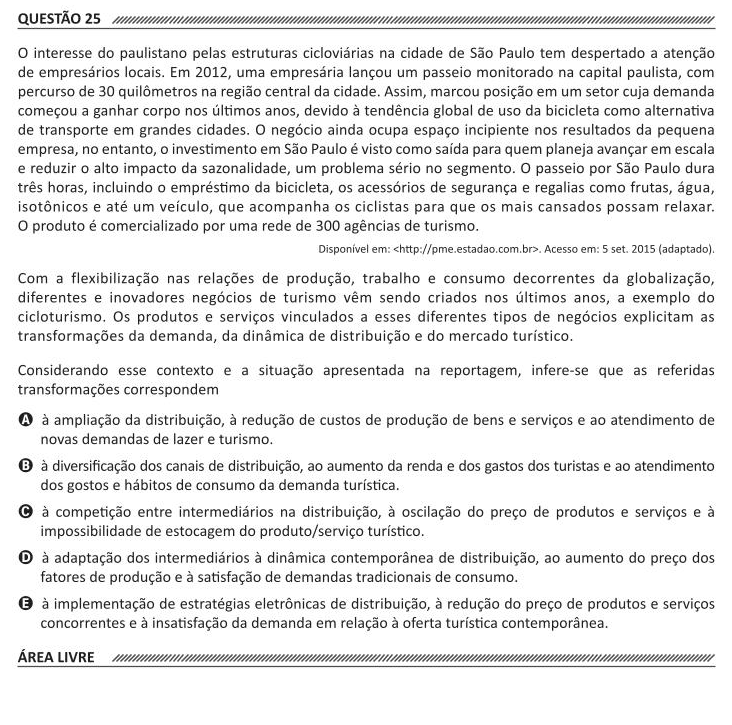 QUESTÃO 25
O interesse do paulistano pelas estruturas cicloviárias na cidade de São Paulo tem despertado a atenção
de empresários locais. Em 2012, uma empresária lançou um passeio monitorado na capital paulista, com
percurso de 30 quilômetros na região central da cidade. Assim, marcou posição em um setor cuja demanda
começou a ganhar corpo nos últimos anos, devido à tendência global de uso da bicicleta como alternativa
de transporte em grandes cidades. O negócio ainda ocupa espaço incipiente nos resultados da pequena
empresa, no entanto, o investimento em São Paulo é visto como saída para quem planeja avançar em escala
e reduzir o alto impacto da sazonalidade, um problema sério no segmento. O passeio por São Paulo dura
três horas, incluindo o empréstimo da bicicleta, os acessórios de segurança e regalias como frutas, água,
isotônicos e até um veículo, que acompanha os ciclistas para que os mais cansados possam relaxar.
O produto é comercializado por uma rede de 300 agências de turismo.
Disponível em: <http://pme.estadao.com.br>. Acesso em: 5 set. 2015 (adaptado).
Com a flexibilização nas relações de produção, trabalho e consumo decorrentes da globalização,
diferentes e inovadores negócios de turismo vêm sendo criados nos últimos anos, a exemplo do
cicloturismo. Os produtos e serviços vinculados a esses diferentes tipos de negócios explicitam as
transformações da demanda, da dinâmica de distribuição e do mercado turístico.
Considerando esse contexto e a situação apresentada na reportagem, infere-se que as referidas
transformações correspondem
A à ampliação da distribuição, à redução de custos de produção de bens e serviços e ao atendimento de
novas demandas de lazer e turismo.
B à diversificação dos canais de distribuição, ao aumento da renda e dos gastos dos turistas e ao atendimento
dos gostos e hábitos de consumo da demanda turística.
C à competição entre intermediários na distribuição, à oscilação do preço de produtos e serviços e à
impossibilidade de estocagem do produto/serviço turístico.
D à adaptação dos intermediários à dinâmica contemporânea de distribuição, ao aumento do preço dos
fatores de produção e à satisfação de demandas tradicionais de consumo.
E à implementação de estratégias eletrônicas de distribuição, à redução do preço de produtos e serviços
concorrentes e à insatisfação da demanda em relação à oferta turística contemporânea.
ÁREA LIVRE